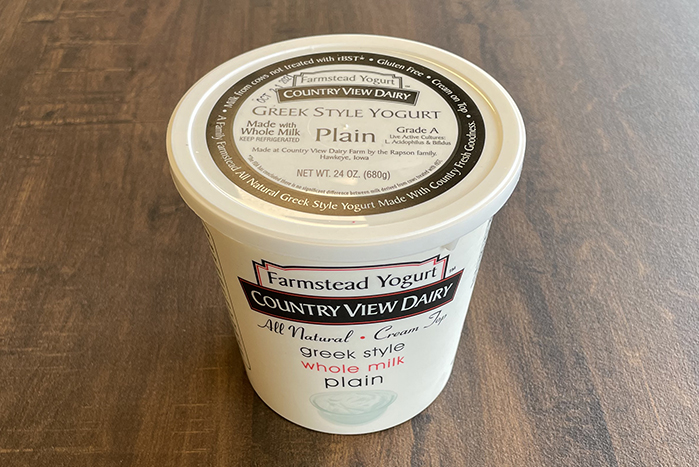 Milk from cows not treated with rBST* • Gluten Free • Cream on Top •
OCT
Farmstead Yogurt
COUNTRY VIEW DAIRY
GREEK STYLE YOGURT
Made with
Whole Milk
KEEP REFRIGERATED
Plain
Grade A
Live Active Cultures:
L. Acidophilus & Bifidus
Made at Country View Dairy Farm by the Rapson family.
Hawkeye, Iowa
NET WT. 24 OZ. (680g)
• A Family Farmstead All Natural Greek Style Yogurt Made With Country Fresh Goodness.
Farmstead Yogurt SM
COUNTRY VIEW DAIRY
All Natural • Cream Top
greek style
whole milk
plain